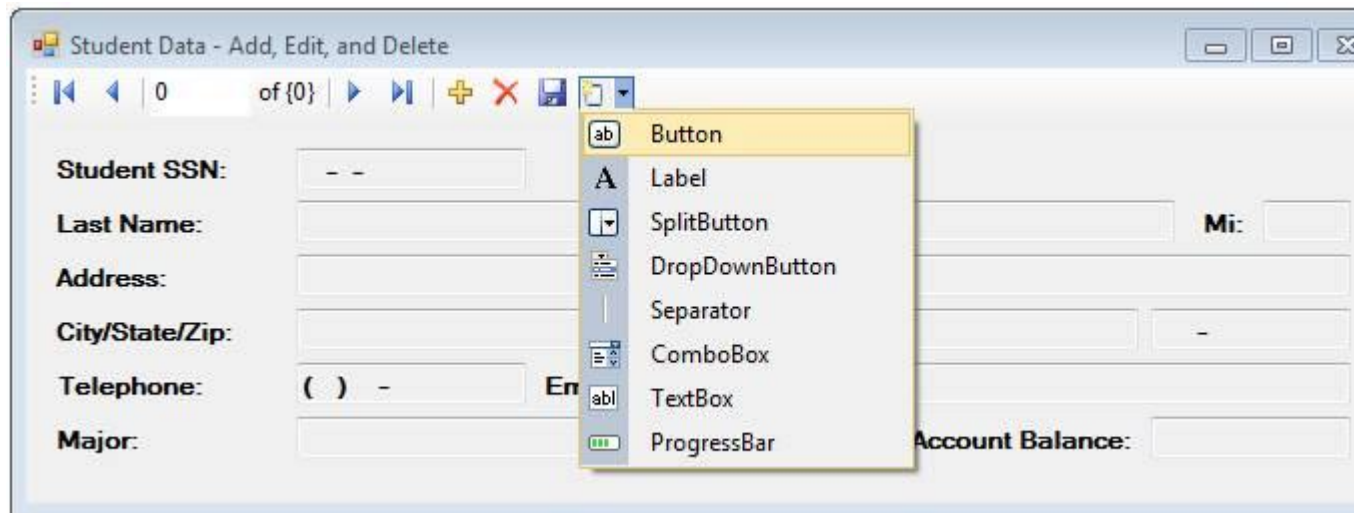 Student Data - Add, Edit, and Delete
0 of {0}
Button
Student SSN: - -
Label
Last Name: Mi:
SplitButton
Address:
DropDownButton
Separator
City/State/Zip: -
ComboBox
Telephone: ( ) - Em
TextBox
Major: Account Balance:
ProgressBar